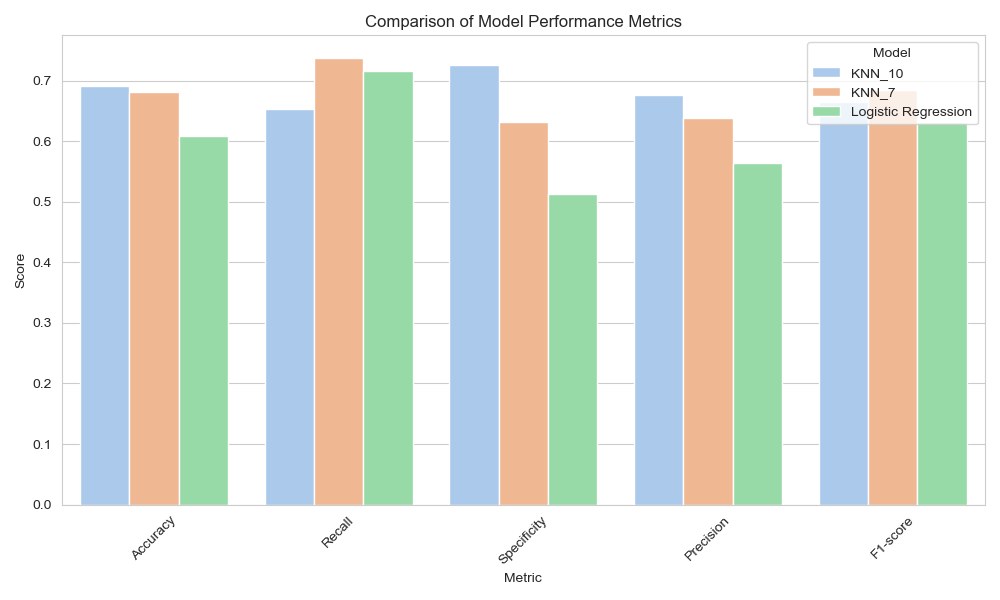 Comparison of Model Performance Metrics
Model
KNN_10
KNN_7
Logistic Regression
Score
0.7
0.6
0.5
0.4
0.3
0.2
0.1
0.0
Accuracy
Recall
Specificity
Precision
F1-score
Metric